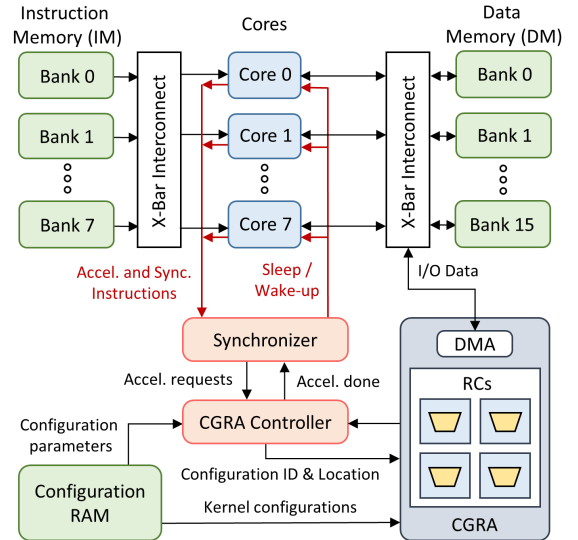 Instruction
Memory (IM)
Cores
Data
Memory (DM)
Bank 0
Core 0
Bank 0
Bank 1
Core 1
Bank 1
X-Bar Interconnect
X-Bar Interconnect
Bank 7
Core 7
Bank 15
Accel. and Sync.
Instructions
Sleep /
Wake-up
I/O Data
Synchronizer
DMA
Accel. requests
Accel. done
RCs
Configuration
parameters
CGRA Controller
Configuration ID & Location
Configuration
RAM
Kernel configurations
CGRA